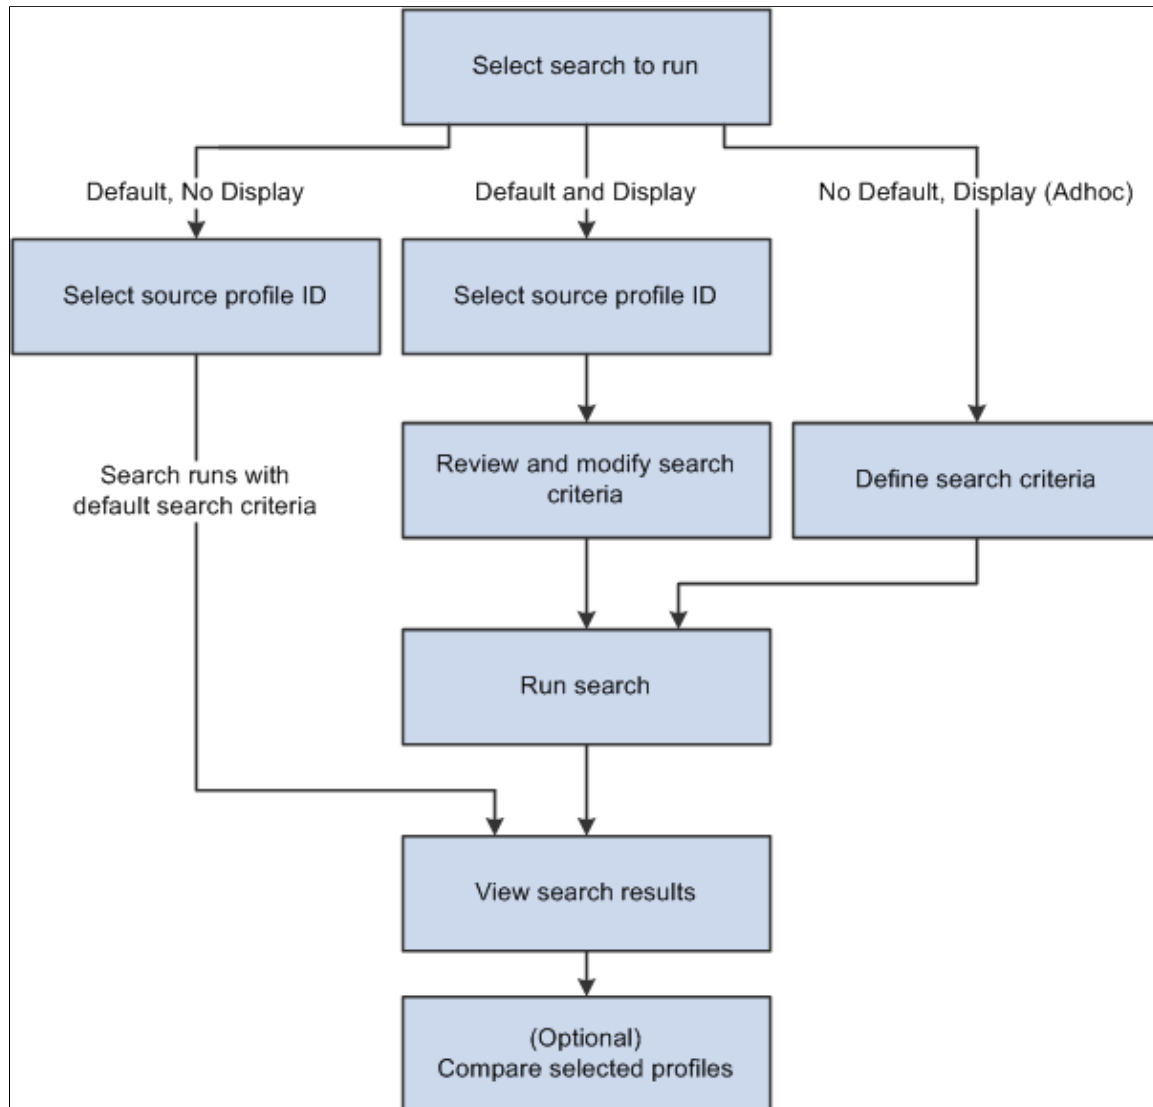 Select search to run
Default, No Display
Default and Display
No Default, Display (Adhoc)
Select source profile ID
Select source profile ID
Search runs with
default search criteria
Review and modify search
criteria
Define search criteria
Run search
View search results
(Optional)
Compare selected profiles